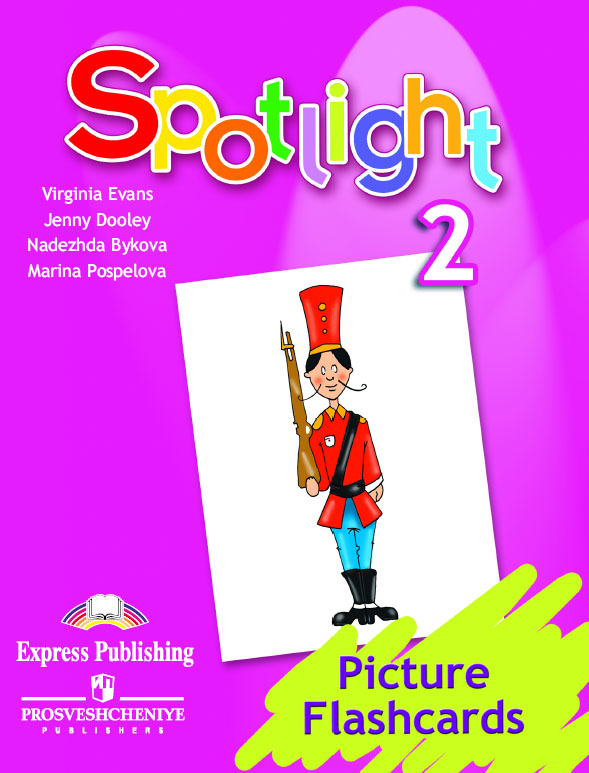 Spotlight
2
Virginia Evans
Jenny Dooley
Nadezhda Bykova
Marina Pospelova
Express Publishing
PROSVESHCHENIYE
PUBLISHERS
Picture
Flashcards